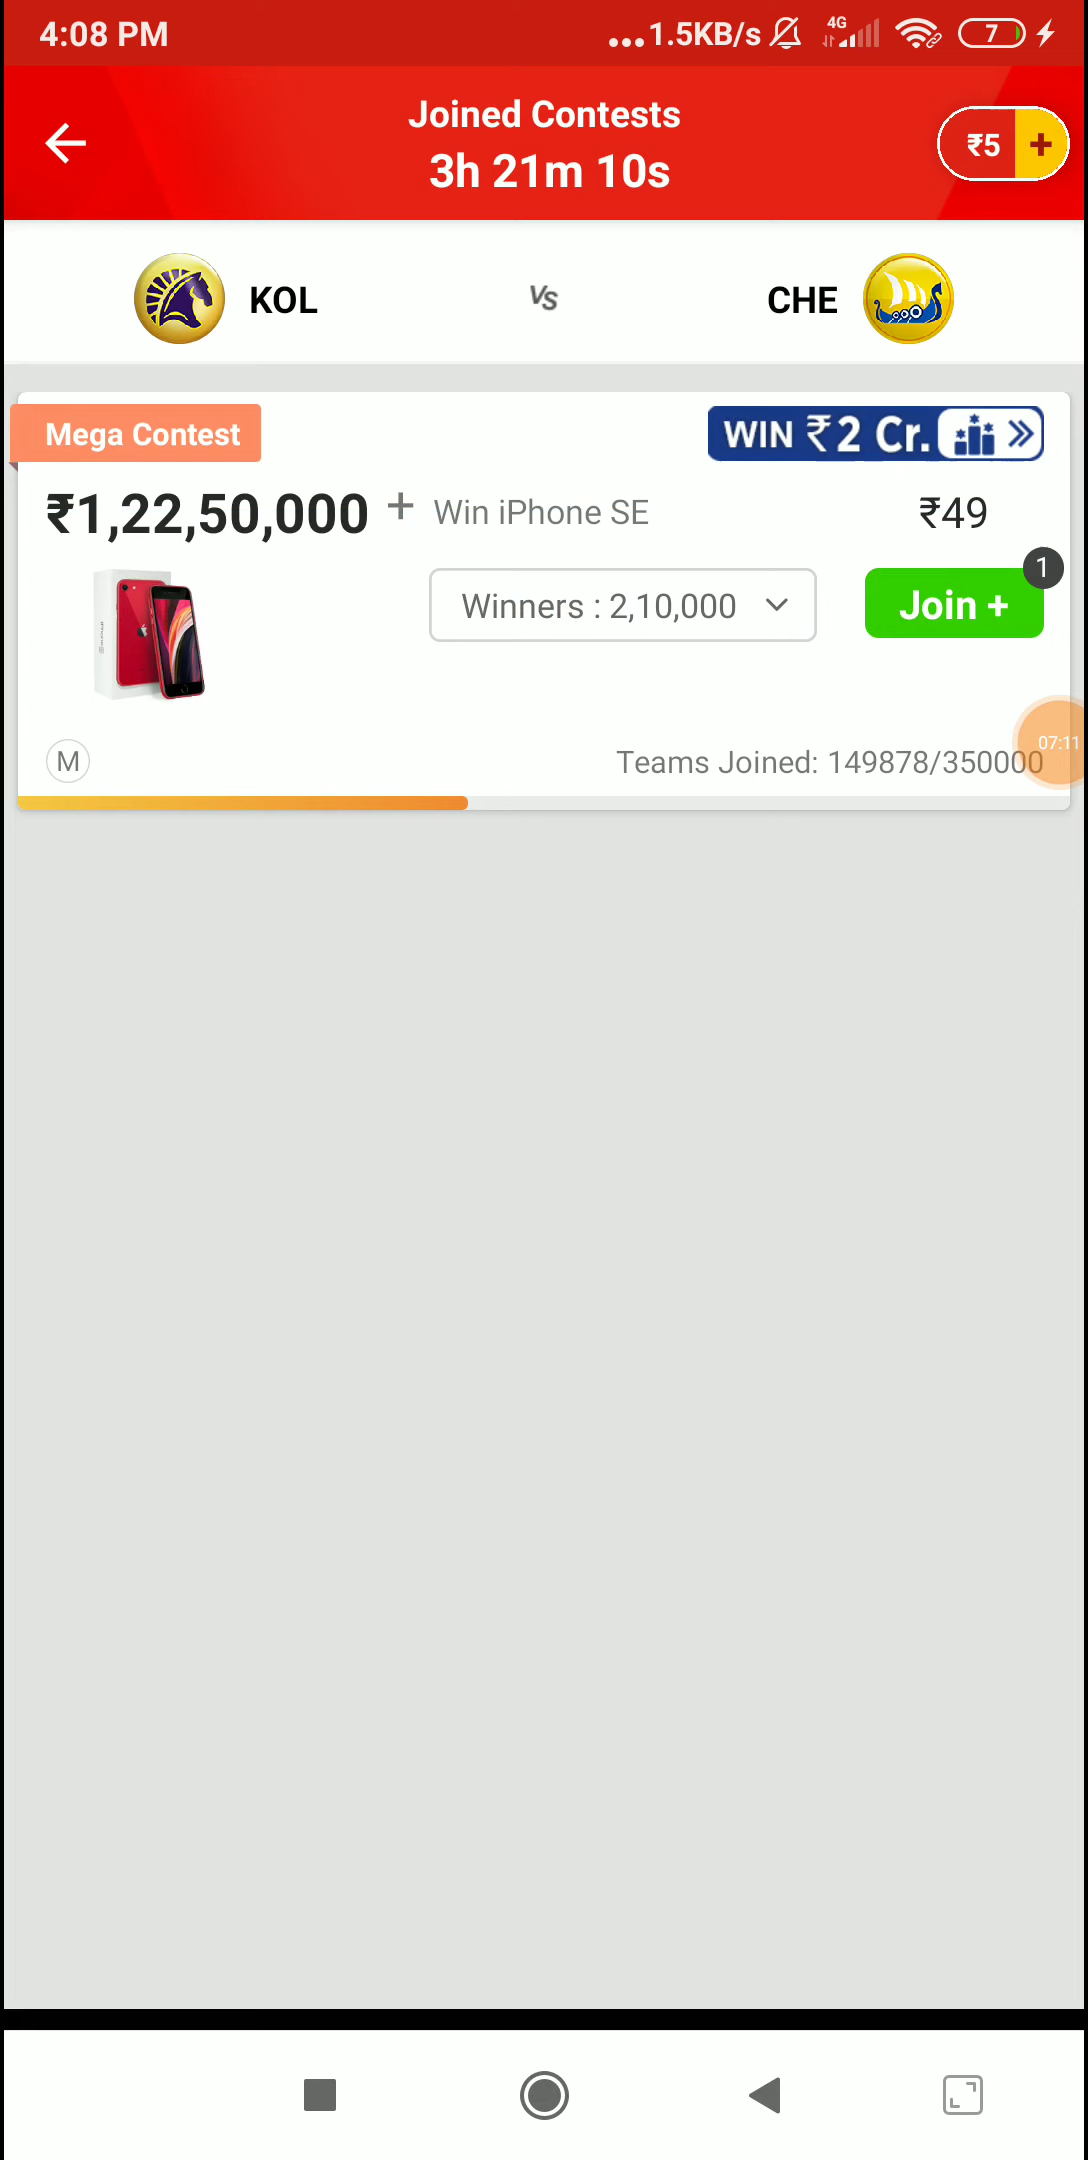 4:08 PM
...1.5KB/s 4G 7
Joined Contests
3h 21m 10s
₹5 +
KOL Vs CHE
Mega Contest
WIN ₹2 Cr.
₹1,22,50,000 + Win iPhone SE ₹49
1
Winners : 2,10,000
Join +
07:11
M
Teams Joined: 149878/350000